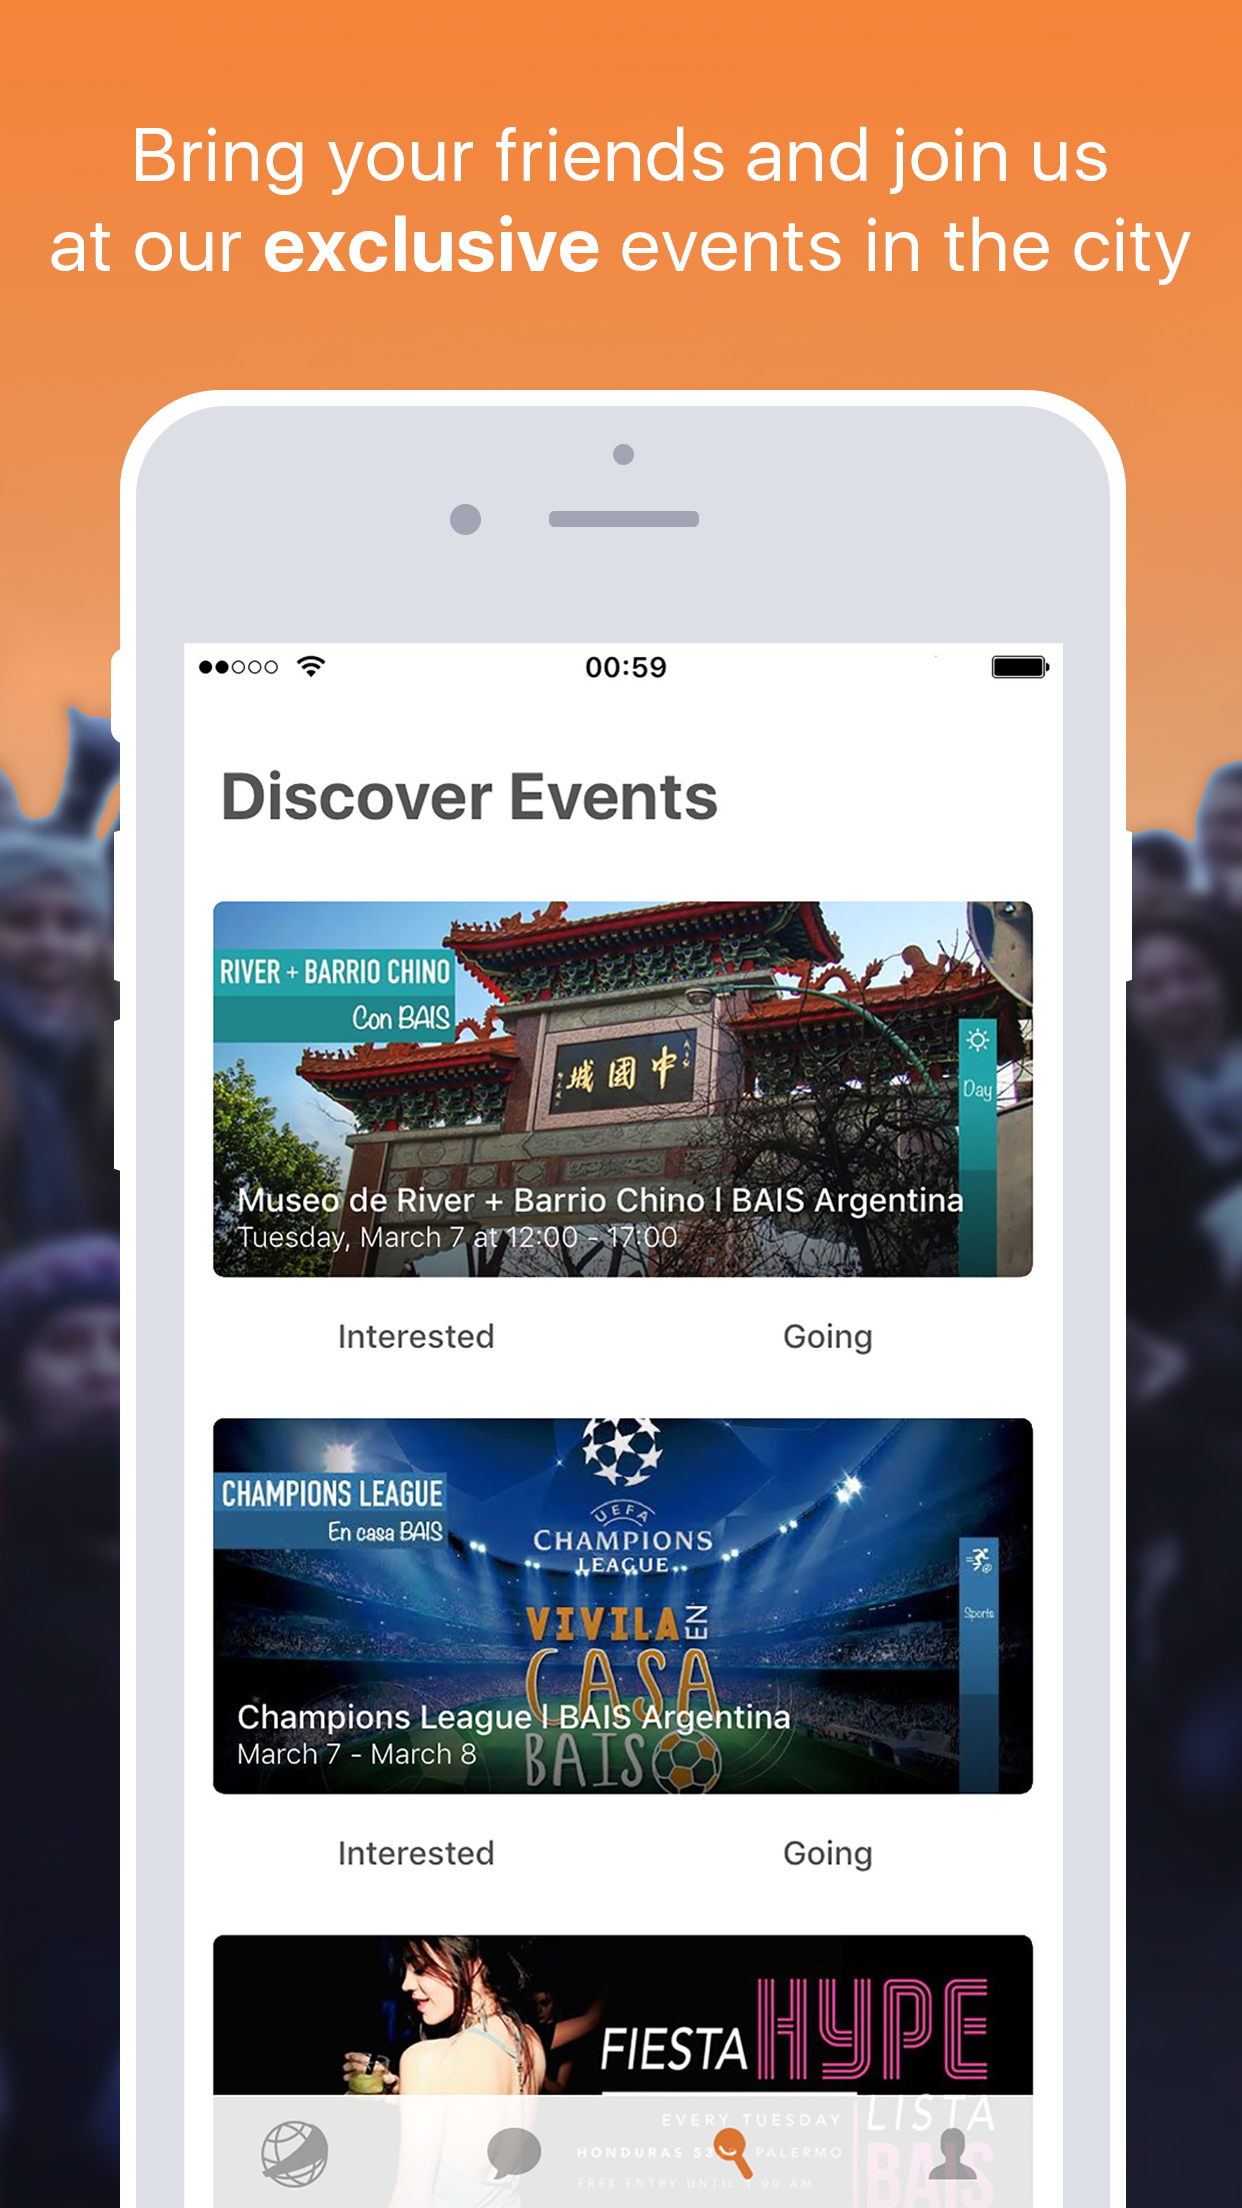 Bring your friends and join us
at our exclusive events in the city
00:59
Discover Events
RIVER + BARRIO CHINO
Con BAIS
城國中
Day
Museo de River + Barrio Chino l BAIS Argentina
Tuesday, March 7 at 12:00 - 17:00
Interested
Going
CHAMPIONS LEAGUE
En casa BAIS
UEFA
CHAMPIONS
LEAGUE
Sports
VIVILA EN
CASA
BAIS
Champions League l BAIS Argentina
March 7 - March 8
Interested
Going
FIESTA HYPE
EVERY TUESDAY
LISTA
HONDURAS 53
PALERMO
BAIS
FREE ENTRY UNTIL 1:00 AM